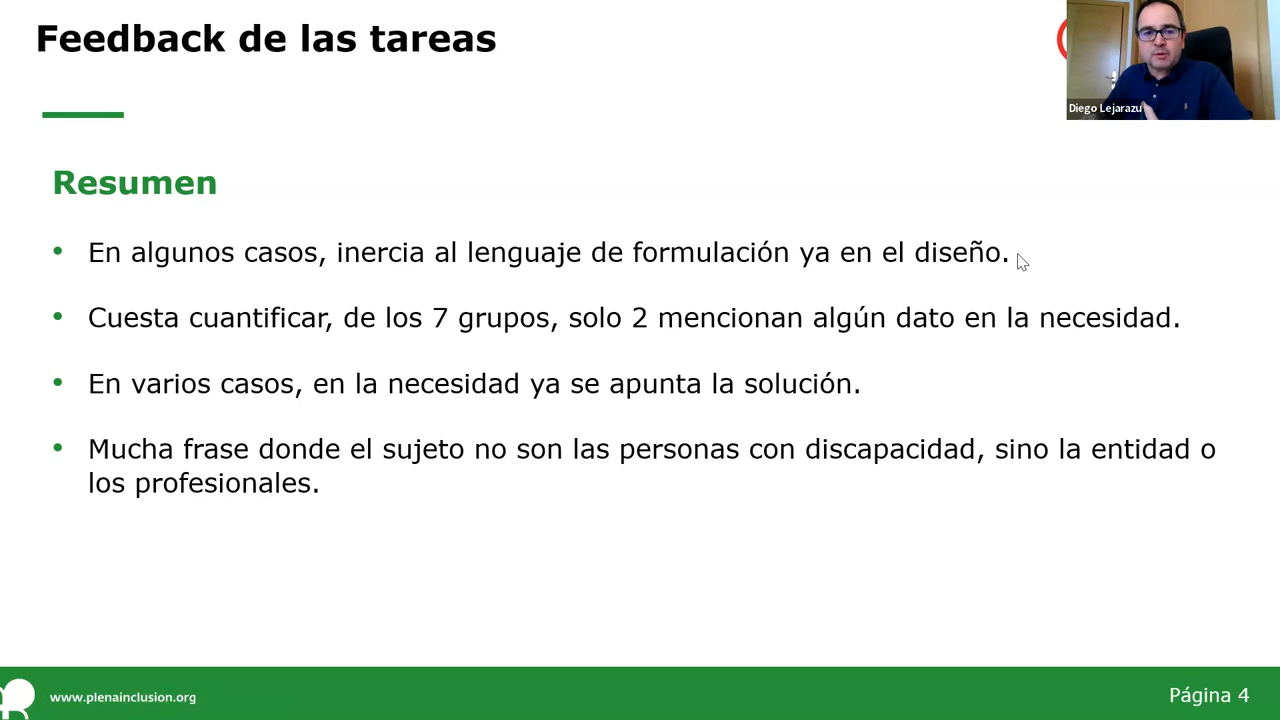 Feedback de las tareas
Diego Lejarazu
Resumen
• En algunos casos, inercia al lenguaje de formulación ya en el diseño.
• Cuesta cuantificar, de los 7 grupos, solo 2 mencionan algún dato en la necesidad.
• En varios casos, en la necesidad ya se apunta la solución.
• Mucha frase donde el sujeto no son las personas con discapacidad, sino la entidad o
los profesionales.
www.plenainclusion.org
Página 4